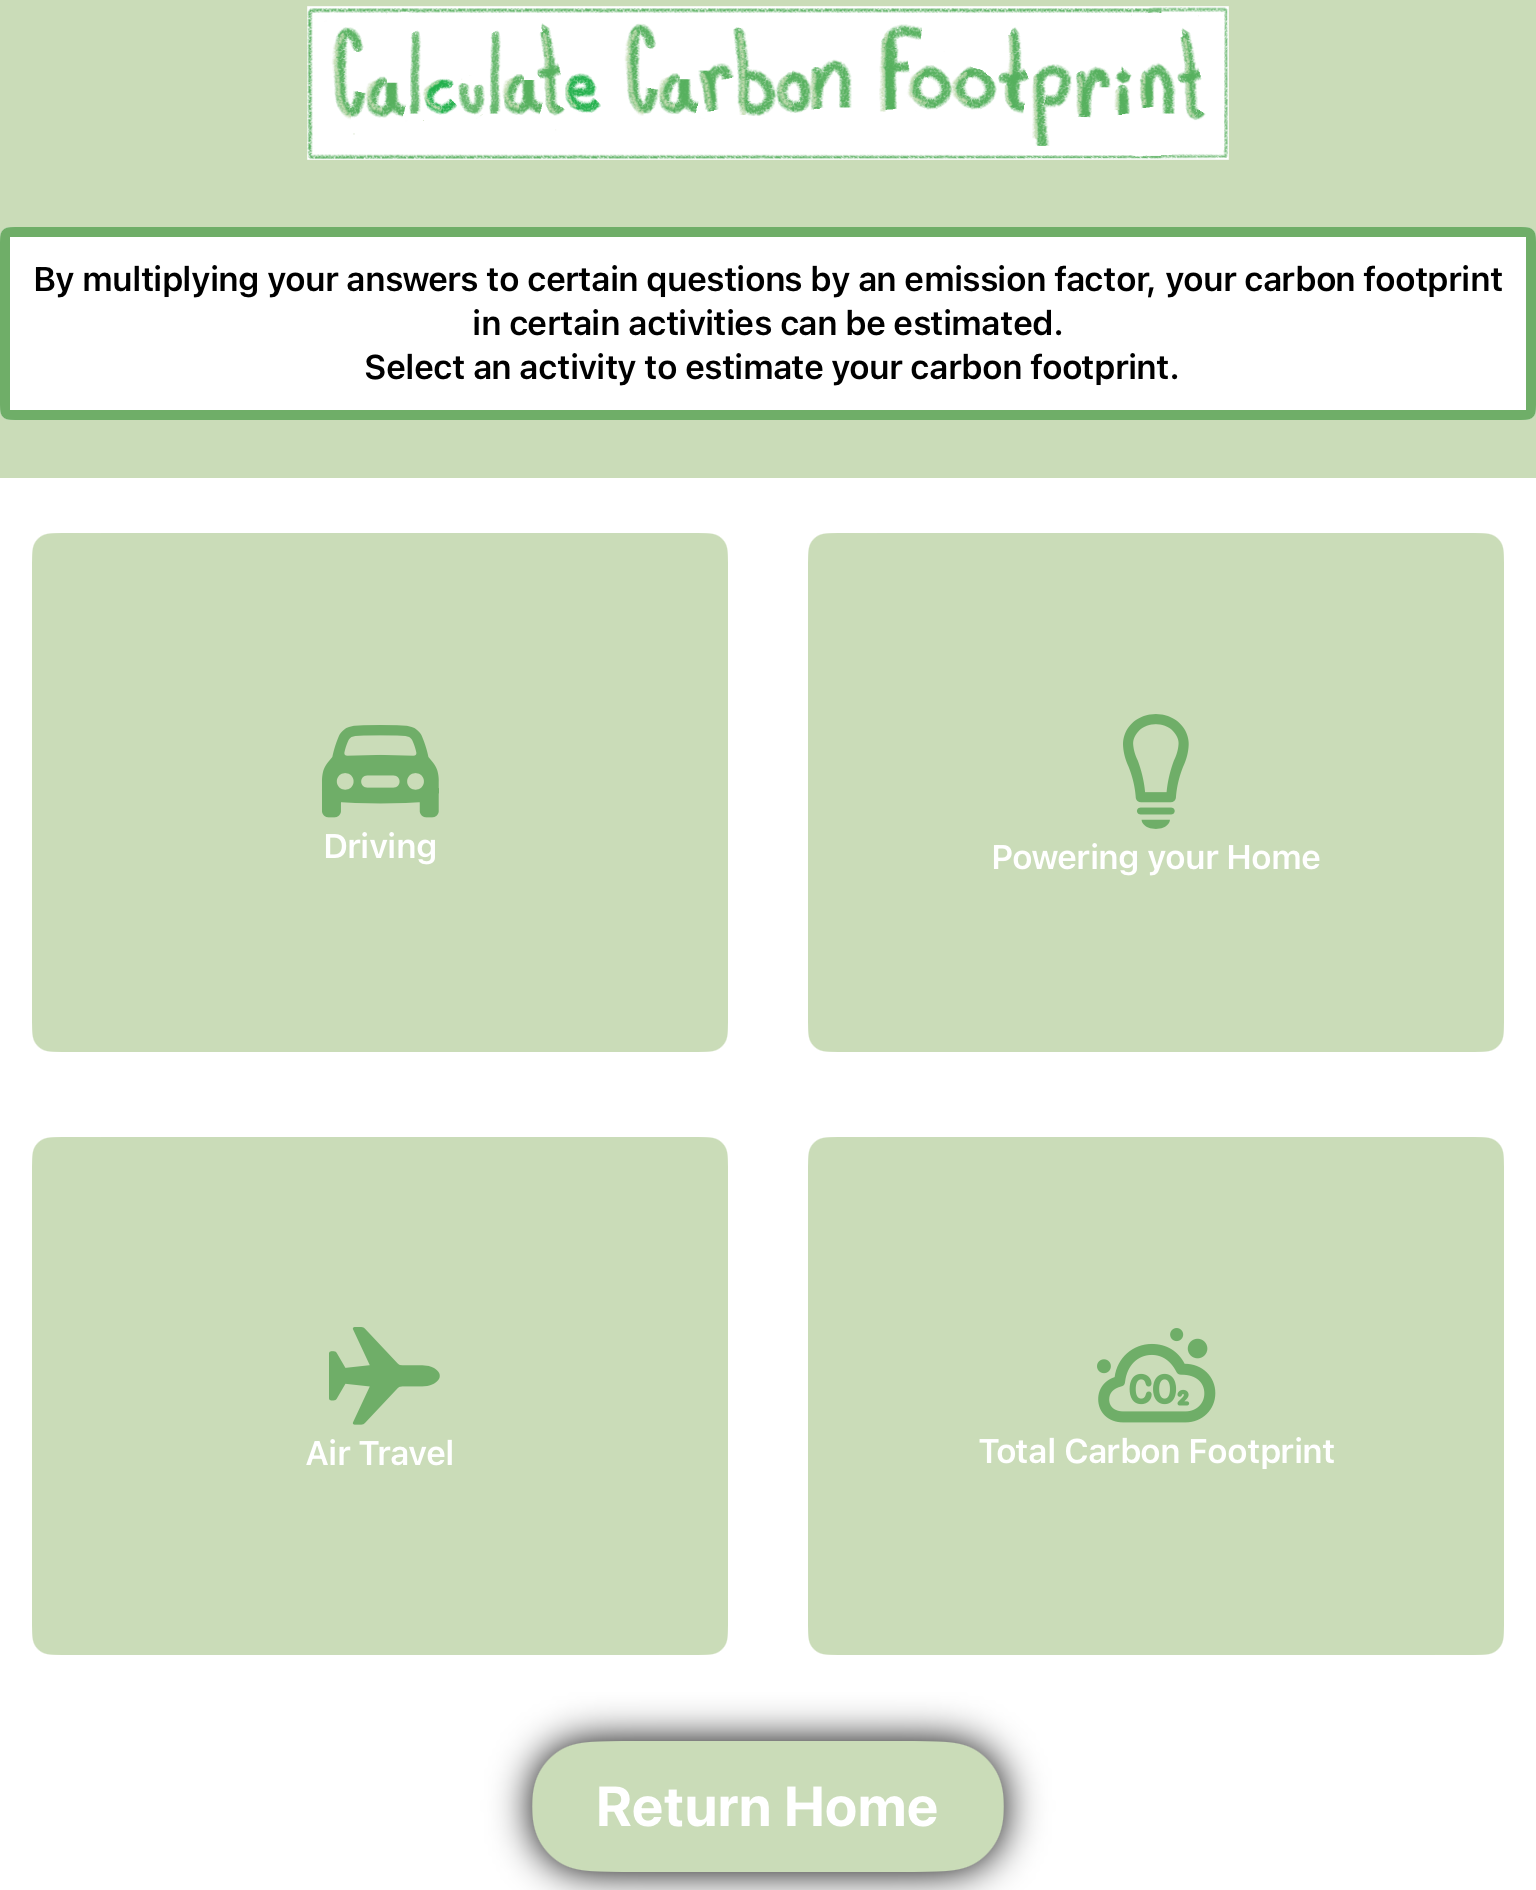 Calculate Carbon Footprint
By multiplying your answers to certain questions by an emission factor, your carbon footprint
in certain activities can be estimated.
Select an activity to estimate your carbon footprint.
Driving
Powering your Home
Air Travel
CO₂
Total Carbon Footprint
Return Home